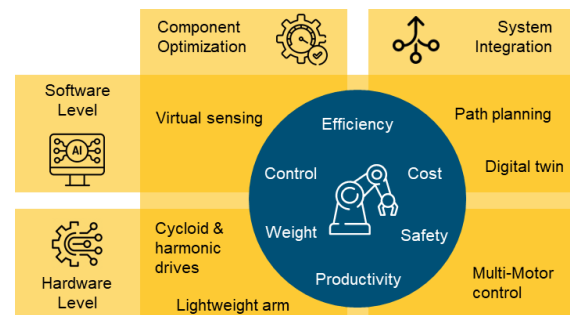 Component
Optimization
System
Integration
Software
Level
AI
Virtual sensing
Path planning
Digital twin
Efficiency
Control
Cost
Weight
Safety
Productivity
Hardware
Level
Cycloid &
harmonic
drives
Lightweight arm
Multi-Motor
control